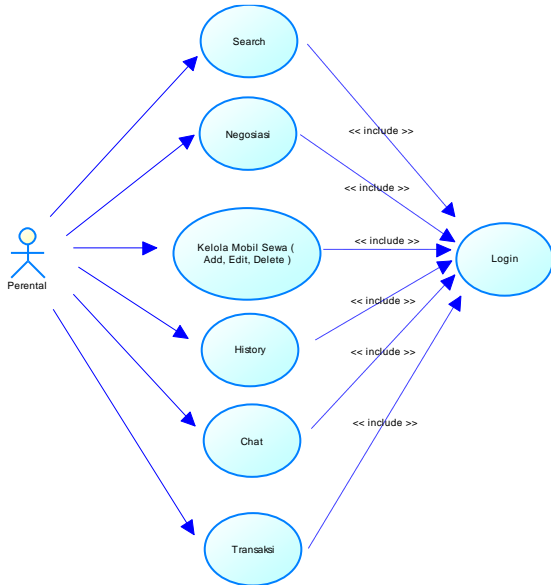 Search
<< include >>
Negosiasi
<< include >>
Kelola Mobil Sewa (
Add, Edit, Delete )
<< include >>
Login
Perental
<< include >>
History
<< include >>
Chat
<< include >>
Transaksi